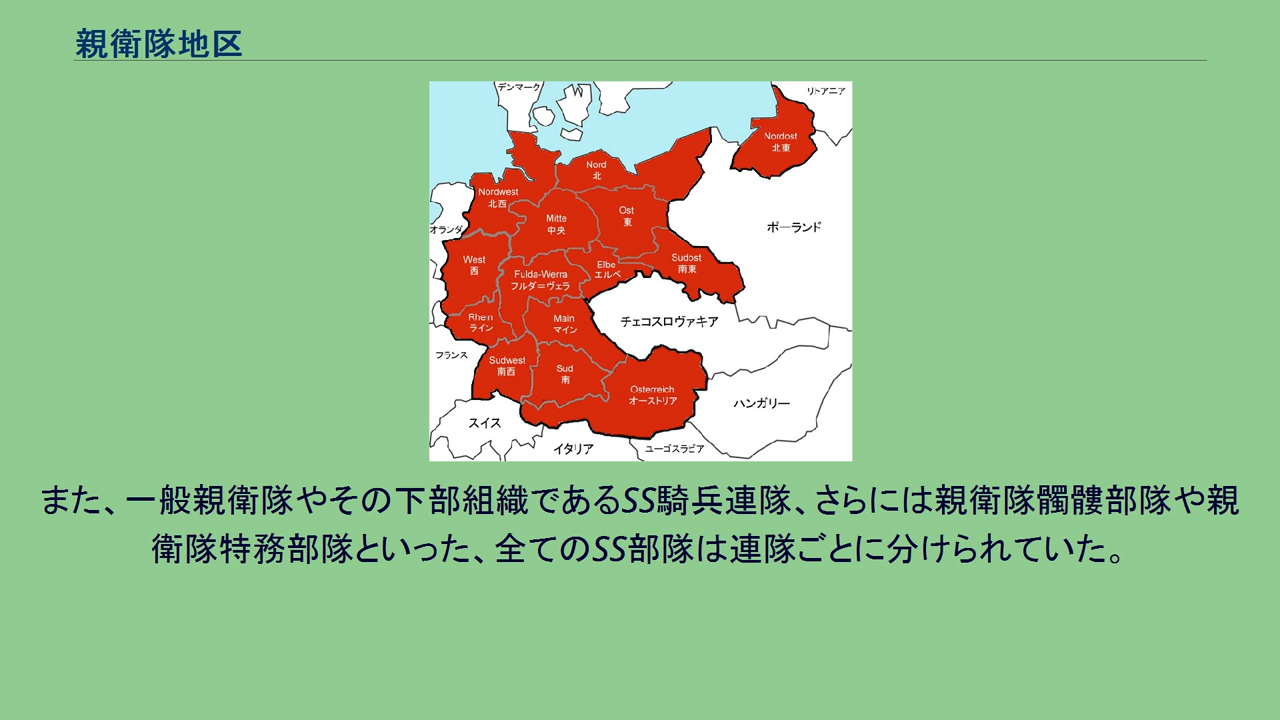 親衛隊地区
デンマーク
リトアニア
Nordost
北東
Nord
北
Nordwest
北西
オランダ
Mitte
中央
Ost
東
ポーランド
West
西
Fulda-Werra
フルダ=ヴェラ
Elbe
エルベ
Sudost
南東
Rhein
ライン
Main
マイン
チェコスロヴァキア
フランス
Sudwest
南西
Sud
南
Osterreich
オーストリア
ハンガリー
スイス
イタリア
ユーゴスラビア
また、一般親衛隊やその下部組織であるSS騎兵連隊、さらには親衛隊髑髏部隊や親
衛隊特務部隊といった、全てのSS部隊は連隊ごとに分けられていた。